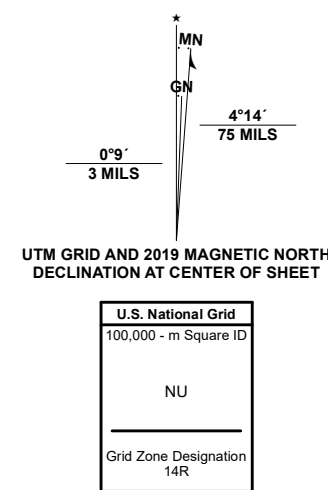 ★
MN
GN
4°14´
75 MILS
0°9´
3 MILS
UTM GRID AND 2019 MAGNETIC NORTH
DECLINATION AT CENTER OF SHEET
U.S. National Grid
100,000 - m Square ID
NU
Grid Zone Designation
14R